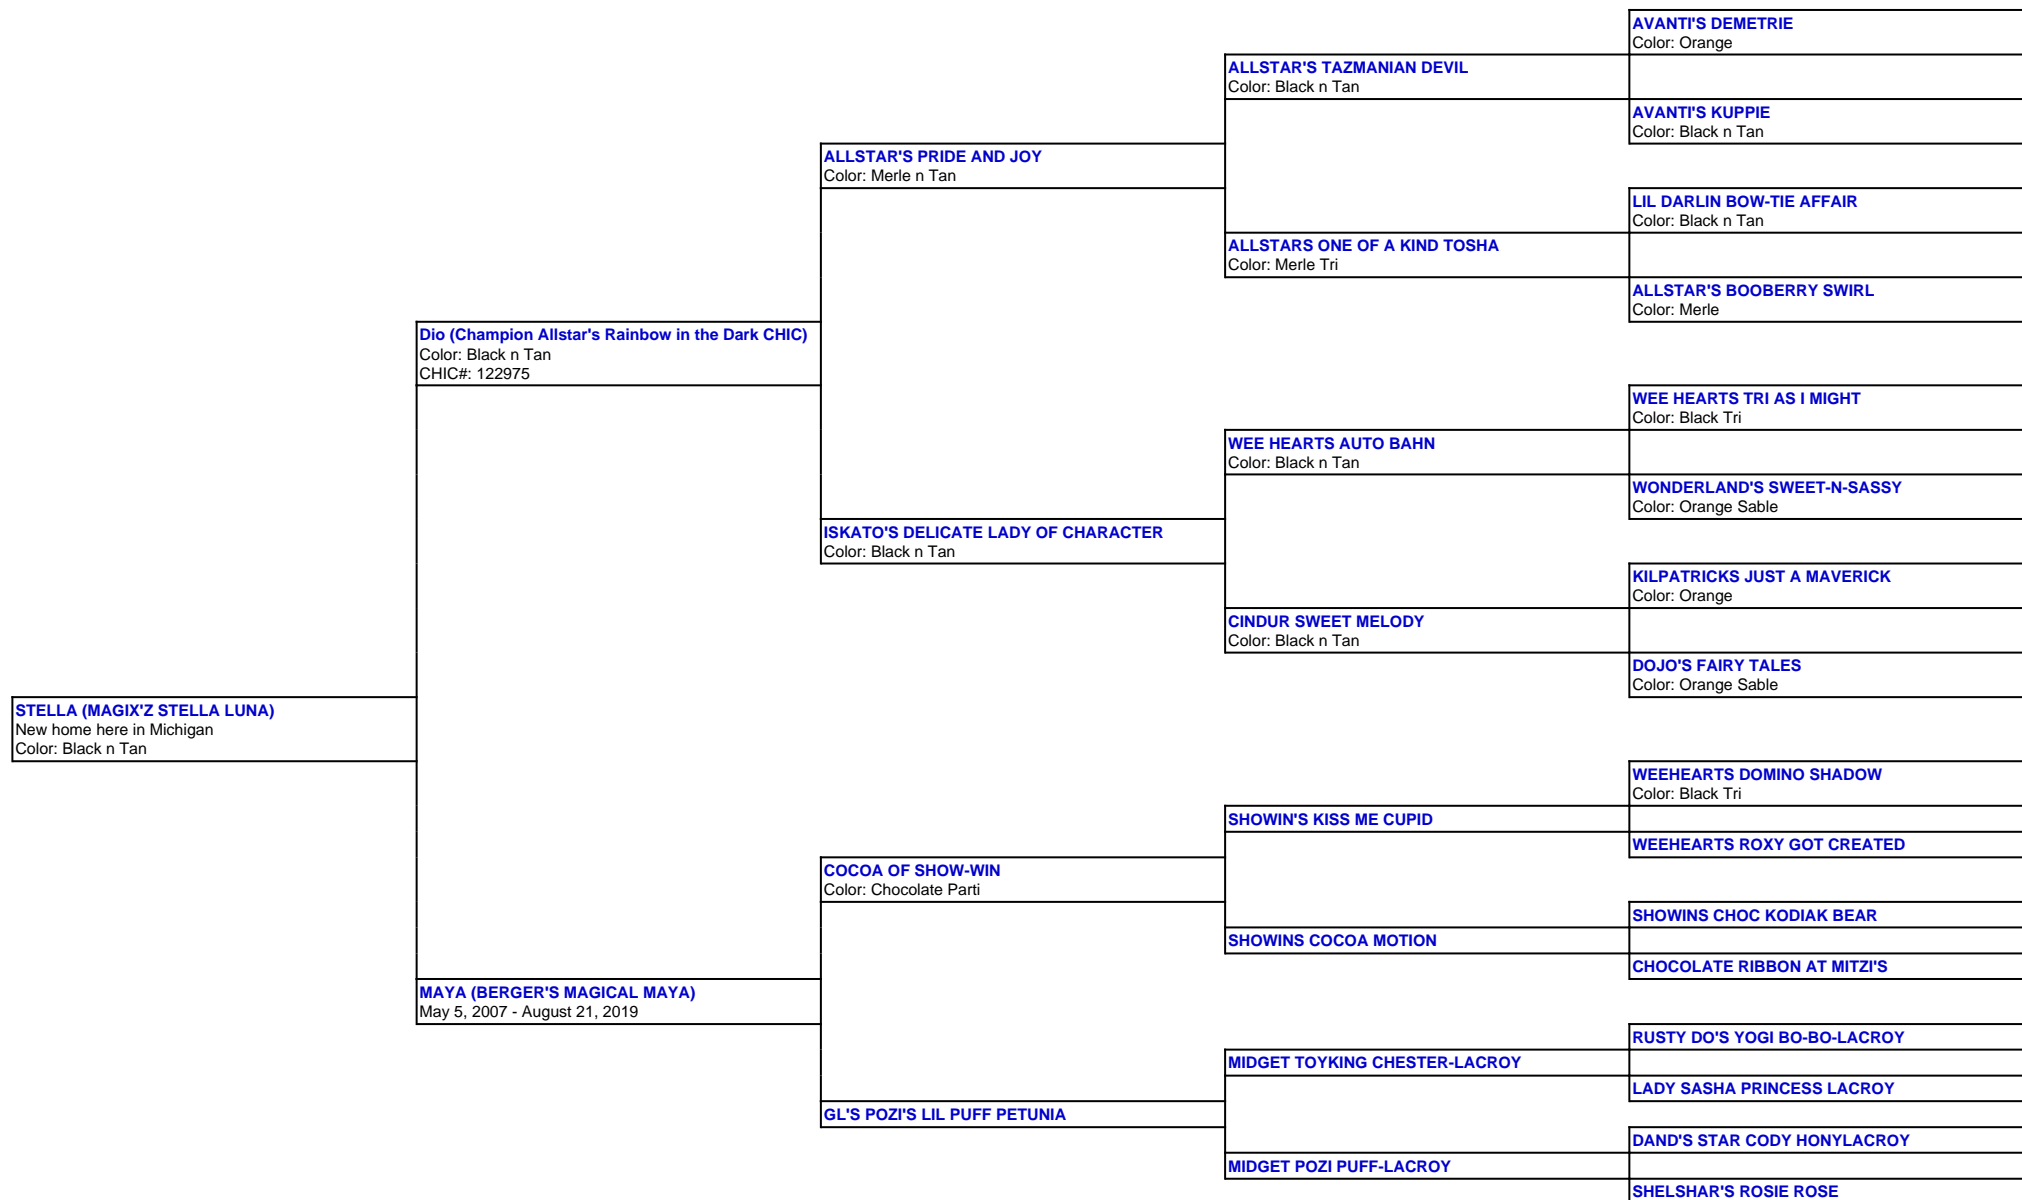 AVANTI'S DEMETRIE
Color: Orange
ALLSTAR'S TAZMANIAN DEVIL
Color: Black n Tan
AVANTI'S KUPPIE
Color: Black n Tan
ALLSTAR'S PRIDE AND JOY
Color: Merle n Tan
LIL DARLIN BOW-TIE AFFAIR
Color: Black n Tan
ALLSTARS ONE OF A KIND TOSHA
Color: Merle Tri
ALLSTAR'S BOOBERRY SWIRL
Color: Merle
Dio (Champion Allstar's Rainbow in the Dark CHIC)
Color: Black n Tan
CHIC#: 122975
WEE HEARTS TRI AS I MIGHT
Color: Black Tri
WEE HEARTS AUTO BAHN
Color: Black n Tan
WONDERLAND'S SWEET-N-SASSY
Color: Orange Sable
ISKATO'S DELICATE LADY OF CHARACTER
Color: Black n Tan
KILPATRICKS JUST A MAVERICK
Color: Orange
CINDUR SWEET MELODY
Color: Black n Tan
DOJO'S FAIRY TALES
Color: Orange Sable
STELLA (MAGIX'Z STELLA LUNA)
New home here in Michigan
Color: Black n Tan
WEEHEARTS DOMINO SHADOW
Color: Black Tri
SHOWIN'S KISS ME CUPID
WEEHEARTS ROXY GOT CREATED
COCOA OF SHOW-WIN
Color: Chocolate Parti
SHOWINS CHOC KODIAK BEAR
SHOWINS COCOA MOTION
CHOCOLATE RIBBON AT MITZI'S
MAYA (BERGER'S MAGICAL MAYA)
May 5, 2007 - August 21, 2019
RUSTY DO'S YOGI BO-BO-LACROY
MIDGET TOYKING CHESTER-LACROY
LADY SASHA PRINCESS LACROY
GL'S POZI'S LIL PUFF PETUNIA
DAND'S STAR CODY HONYLACROY
MIDGET POZI PUFF-LACROY
SHELSHAR'S ROSIE ROSE